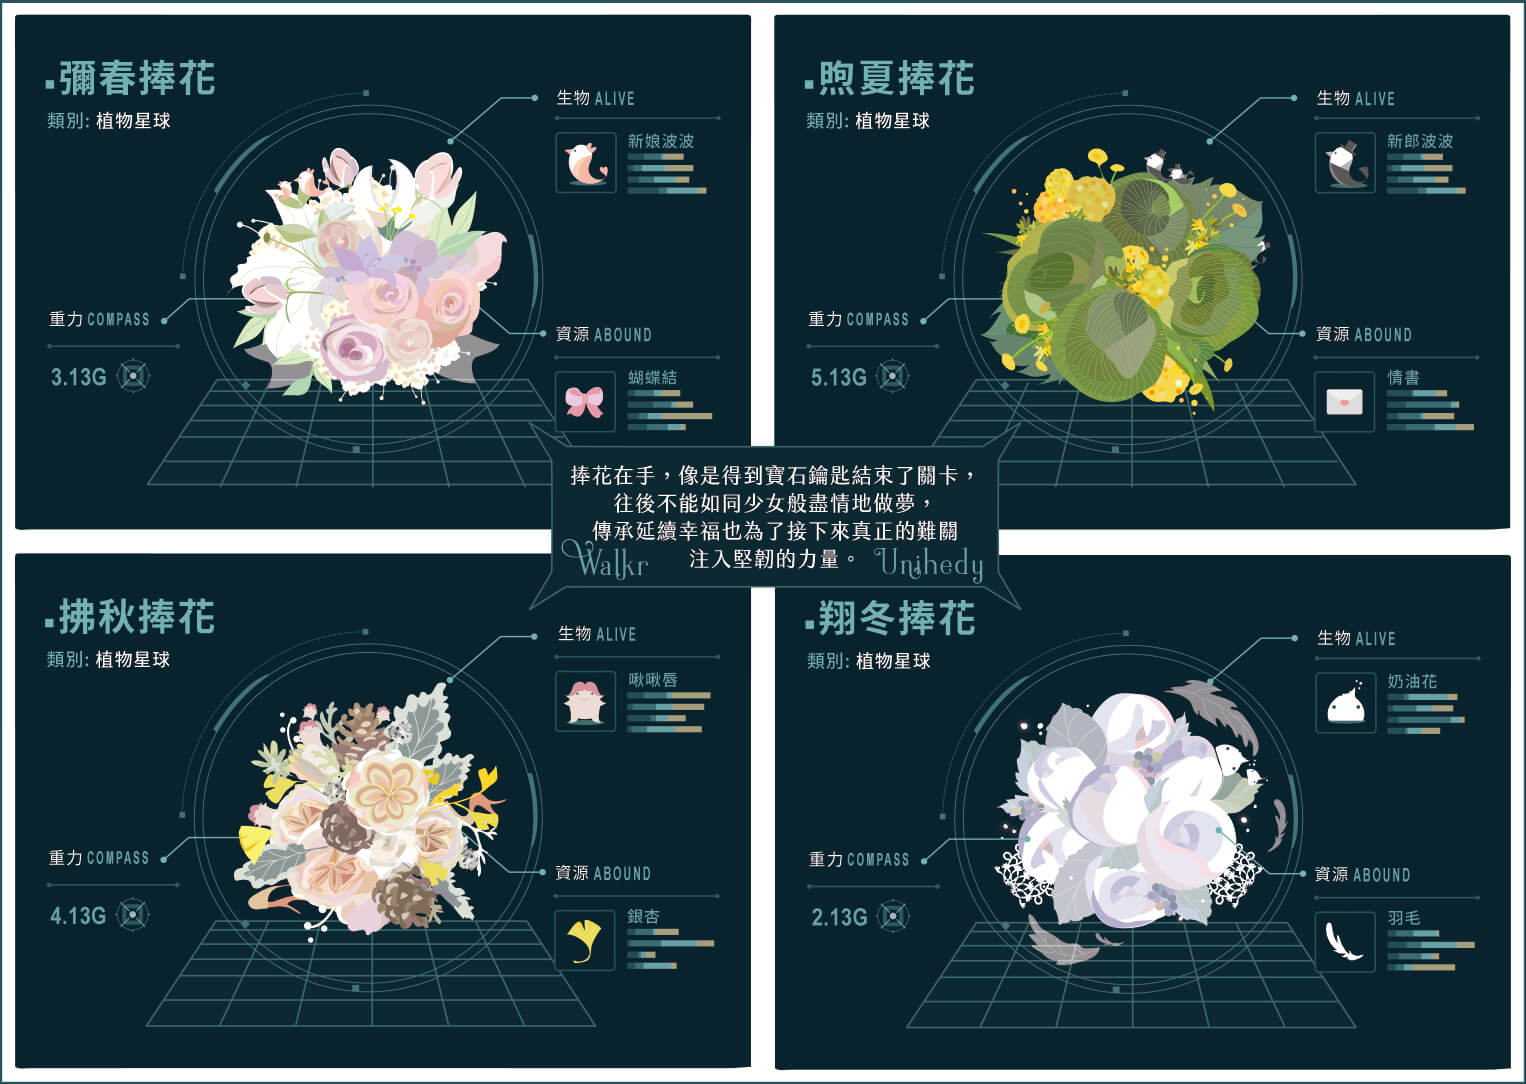 彌春捧花
類別: 植物星球
生物 ALIVE
新娘波波
重力 COMPASS
3.13G
資源 ABOUND
蝴蝶結
煦夏捧花
類別: 植物星球
生物 ALIVE
新郎波波
重力 COMPASS
5.13G
資源 ABOUND
情書
捧花在手，像是得到寶石鑰匙結束了關卡，
往後不能如同少女般盡情地做夢，
傳承延續幸福也為了接下來真正的難關
注入堅韌的力量。
Walkr
Unihedy
拂秋捧花
類別: 植物星球
生物 ALIVE
啾啾唇
重力 COMPASS
4.13G
資源 ABOUND
銀杏
翔冬捧花
類別: 植物星球
生物 ALIVE
奶油花
重力 COMPASS
2.13G
資源 ABOUND
羽毛